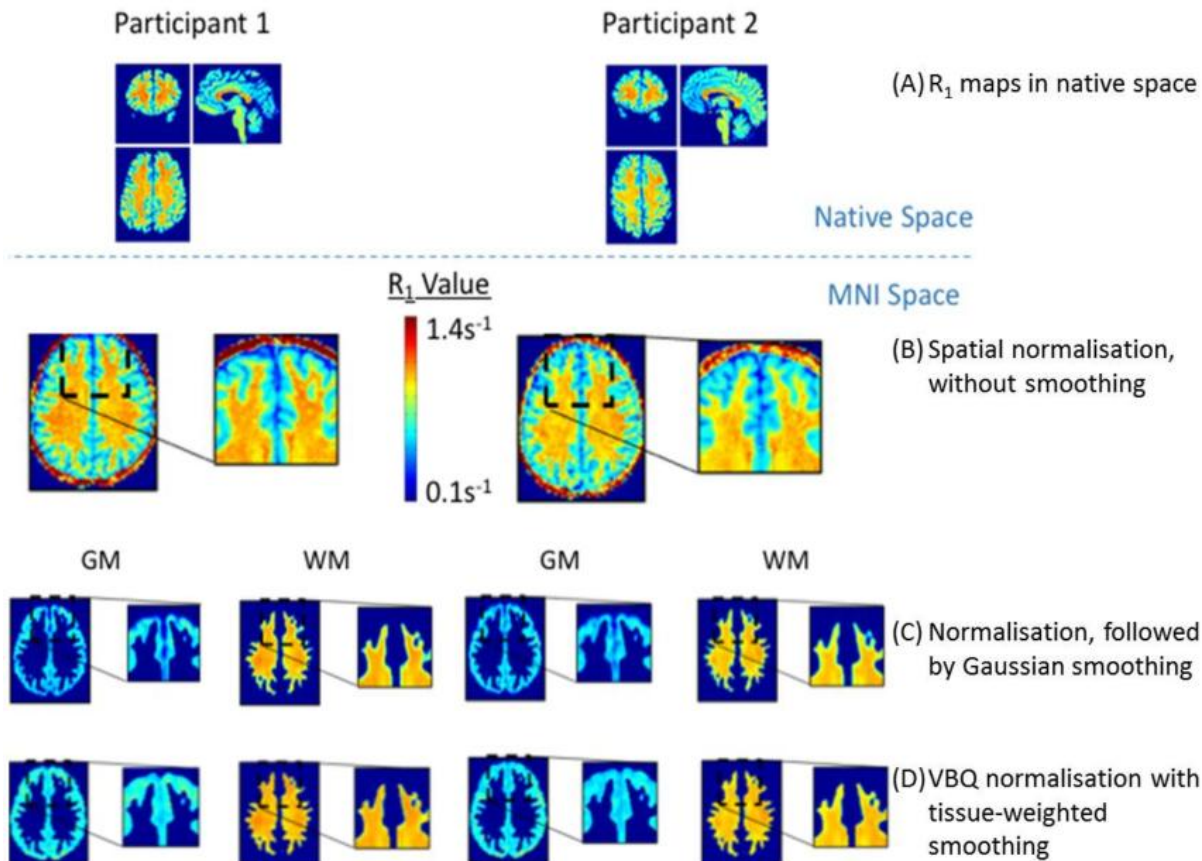 Participant 1
Participant 2
(A) R₁ maps in native space
Native Space
MNI Space
R₁ Value
1.4s⁻¹
0.1s⁻¹
(B) Spatial normalisation,
without smoothing
GM
WM
GM
WM
(C) Normalisation, followed
by Gaussian smoothing
(D) VBQ normalisation with
tissue-weighted
smoothing